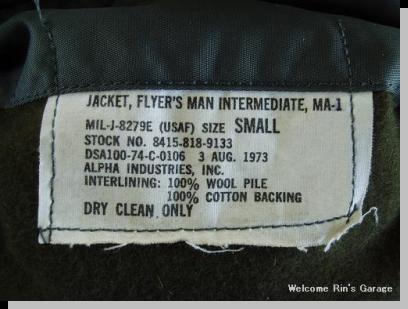 JACKET, FLYER'S MAN INTERMEDIATE, MA-1
MIL-J-8279E (USAF) SIZE SMALL
STOCK NO. 8415-818-9133
DSA100-74-C-0106 3 AUG. 1973
ALPHA INDUSTRIES, INC.
INTERLINING: 100% WOOL PILE
100% COTTON BACKING
DRY CLEAN ONLY
Welcome Rin's Garage